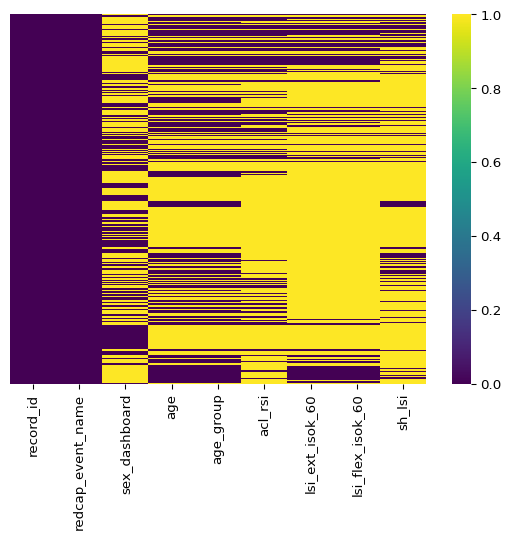 1.0
0.8
0.6
0.4
0.2
0.0
record_id
redcap_event_name
sex_dashboard
age
age_group
acl_rsi
lsi_ext_isok_60
lsi_flex_isok_60
sh_lsi